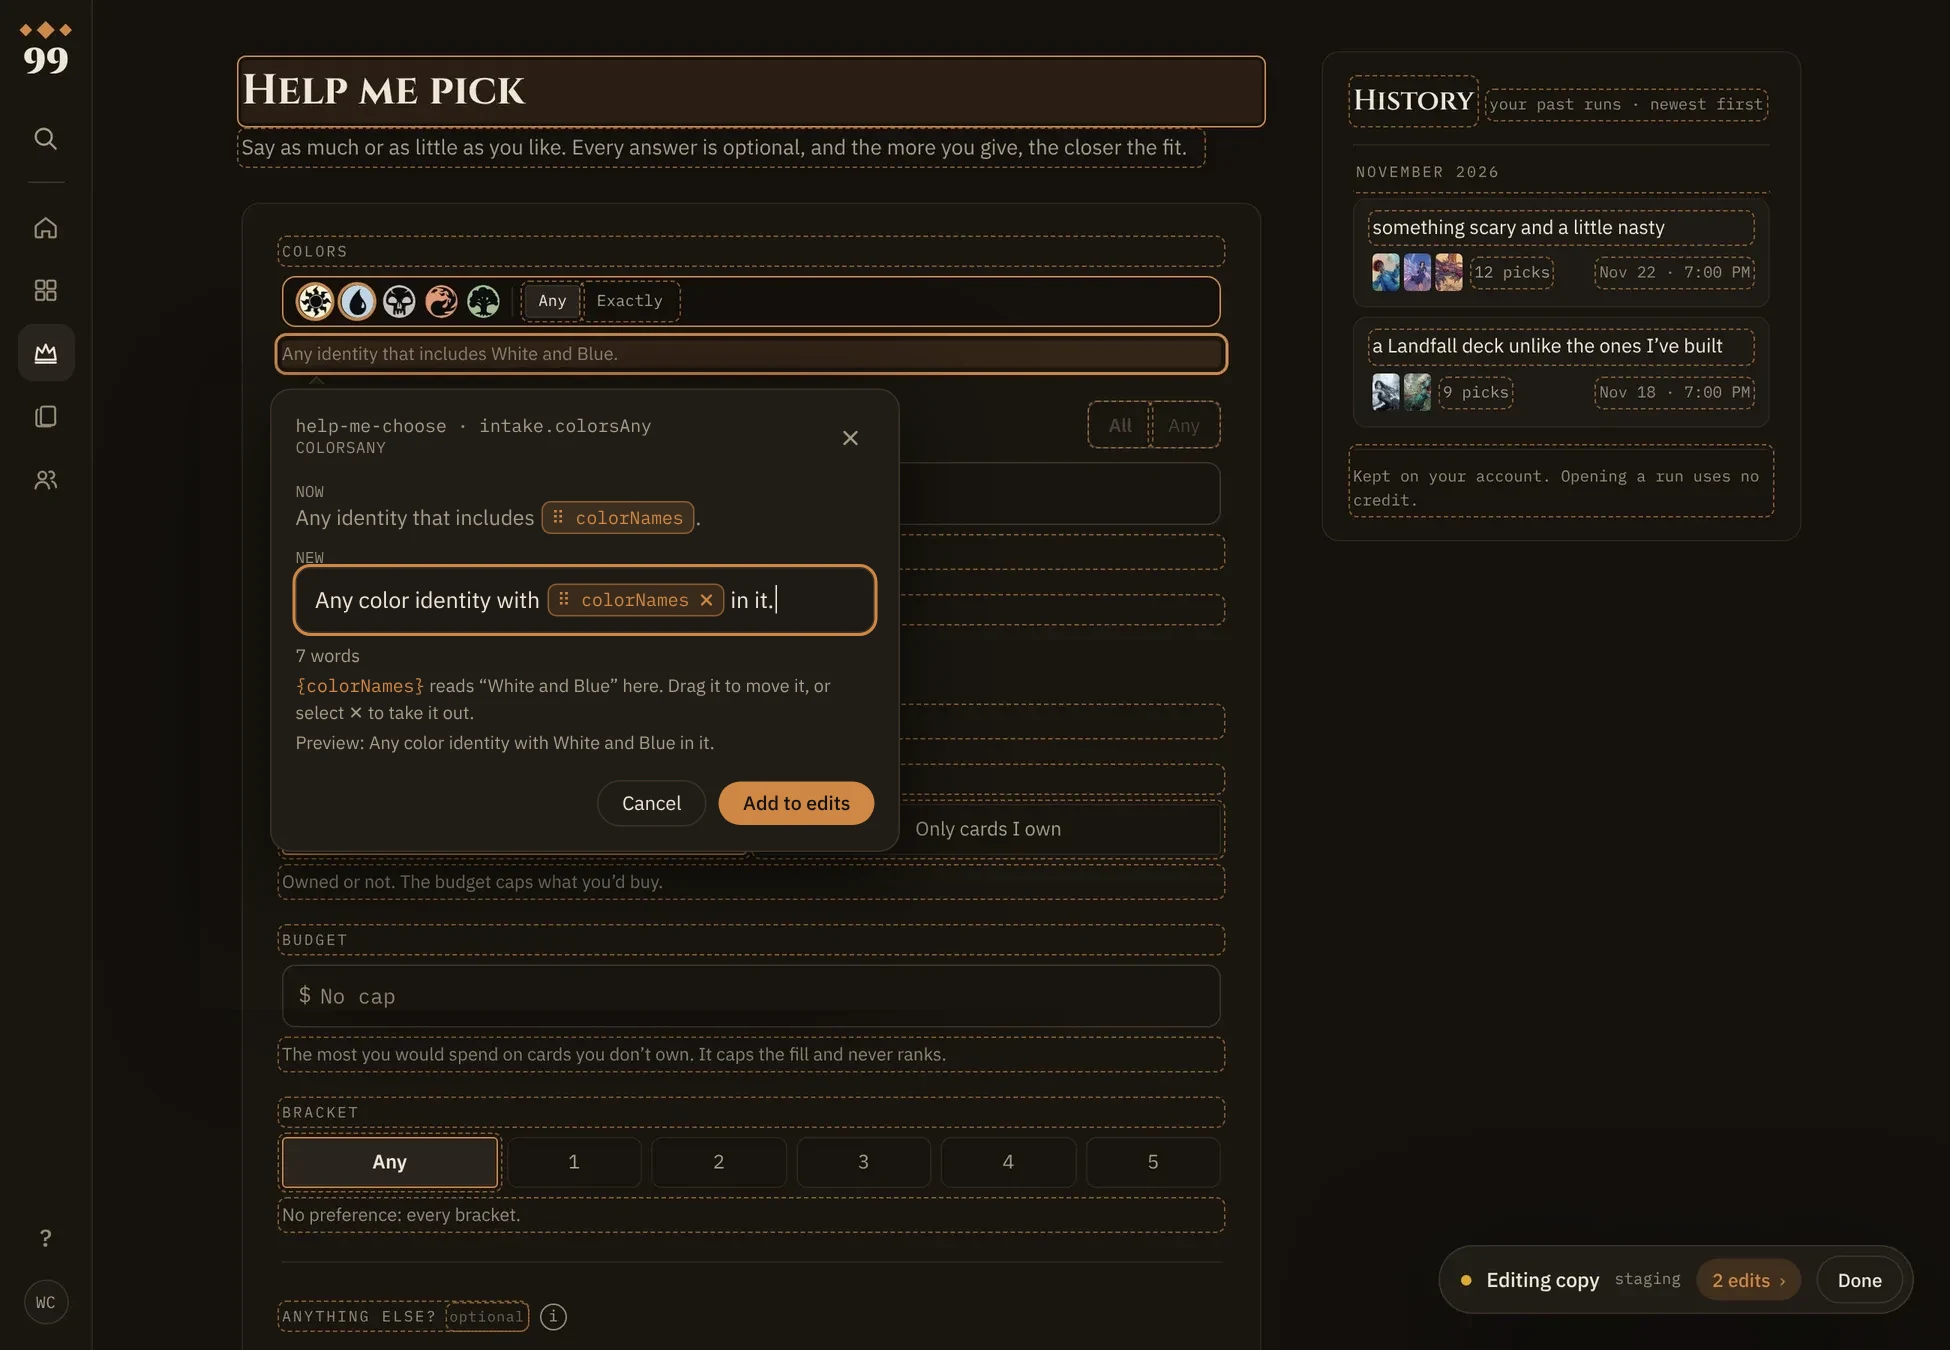 99
HELP ME PICK
Say as much or as little as you like. Every answer is optional, and the more you give, the closer the fit.
COLORS
Any
Exactly
Any identity that includes White and Blue.
help-me-choose · intake.colorsAny
COLORSANY
NOW
Any identity that includes colorNames.
NEW
Any color identity with colorNames ✕ in it.
7 words
{colorNames} reads “White and Blue” here. Drag it to move it, or
select ✕ to take it out.
Preview: Any color identity with White and Blue in it.
Cancel
Add to edits
All
Any
Only cards I own
Owned or not. The budget caps what you’d buy.
BUDGET
$ No cap
The most you would spend on cards you don’t own. It caps the fill and never ranks.
BRACKET
Any
1
2
3
4
5
No preference: every bracket.
ANYTHING ELSE? optional
HISTORY your past runs · newest first
NOVEMBER 2026
something scary and a little nasty
12 picks
Nov 22 · 7:00 PM
a Landfall deck unlike the ones I’ve built
9 picks
Nov 18 · 7:00 PM
Kept on your account. Opening a run uses no
credit.
?
WC
Editing copy staging 2 edits › Done